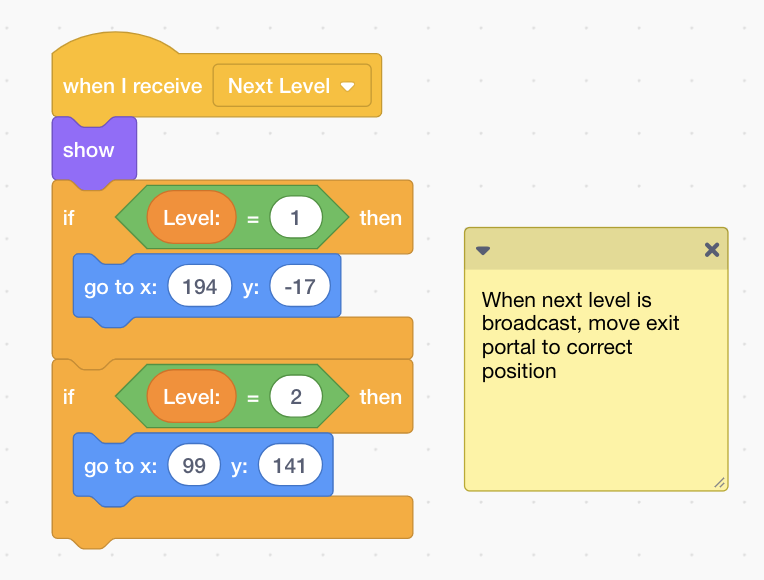 when I receive Next Level
show
if Level: = 1 then
go to x: 194 y: -17
if Level: = 2 then
go to x: 99 y: 141
When next level is
broadcast, move exit
portal to correct
position